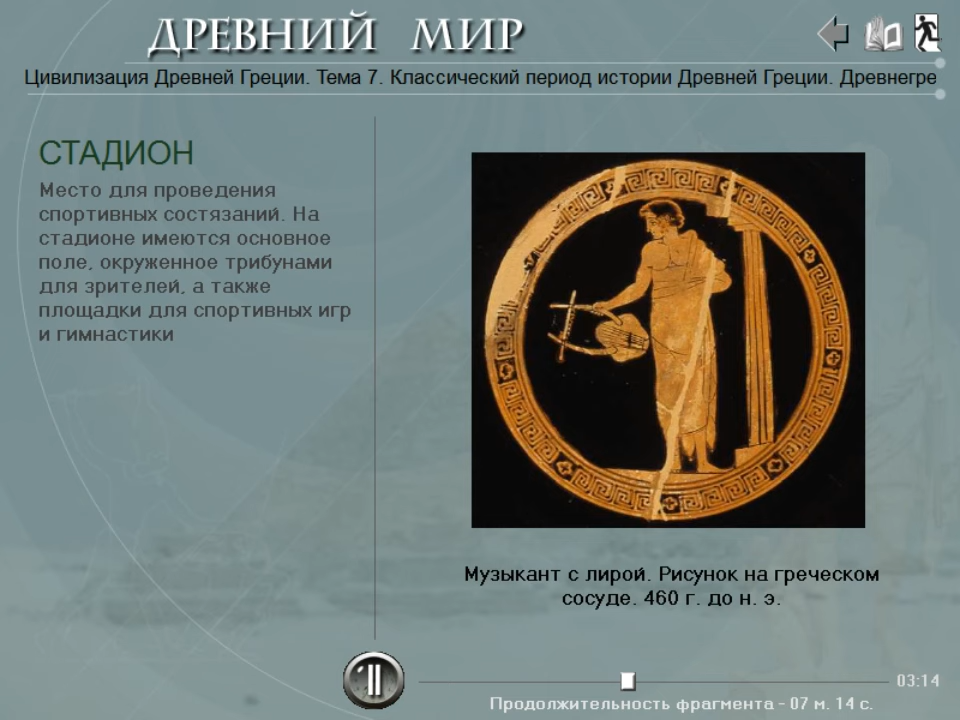 ДРЕВНИЙ МИР
Цивилизация Древней Греции. Тема 7. Классический период истории Древней Греции. Древнегре
СТАДИОН
Место для проведения
спортивных состязаний. На
стадионе имеются основное
поле, окруженное трибунами
для зрителей, а также
площадки для спортивных игр
и гимнастики
Музыкант с лирой. Рисунок на греческом
сосуде. 460 г. до н. э.
03:14
Продолжительность фрагмента - 07 м. 14 с.